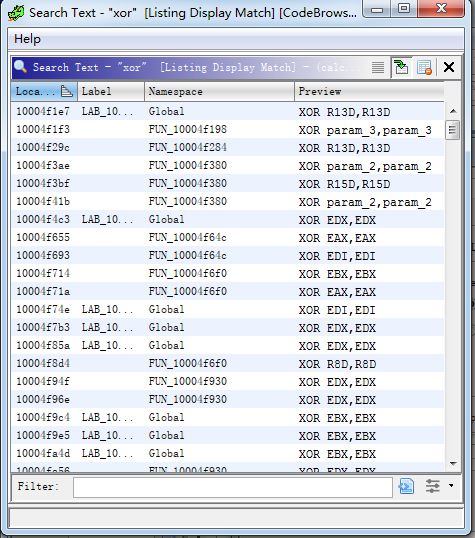 Search Text - "xor" [Listing Display Match] [CodeBrows...
Help
Search Text - "xor" [Listing Display Match] - (calc.
Loca... Label Namespace Preview
10004f1e7 LAB_10... Global XOR R13D,R13D
10004f1f3 FUN_10004f198 XOR param_3,param_3
10004f29c FUN_10004f284 XOR R13D,R13D
10004f3ae FUN_10004f380 XOR param_2,param_2
10004f3bf FUN_10004f380 XOR R15D,R15D
10004f41b FUN_10004f380 XOR param_2,param_2
10004f4c3 LAB_10... Global XOR EDX,EDX
10004f655 FUN_10004f64c XOR EAX,EAX
10004f693 FUN_10004f64c XOR EDI,EDI
10004f714 FUN_10004f6f0 XOR EBX,EBX
10004f71a FUN_10004f6f0 XOR EAX,EAX
10004f74e LAB_10... Global XOR EDI,EDI
10004f7b3 LAB_10... Global XOR EDX,EDX
10004f85a LAB_10... Global XOR EDX,EDX
10004f8d4 FUN_10004f6f0 XOR R8D,R8D
10004f94f FUN_10004f930 XOR EDX,EDX
10004f96e FUN_10004f930 XOR EDX,EDX
10004f9c4 LAB_10... Global XOR EBX,EBX
10004f9e5 LAB_10... Global XOR EBX,EBX
10004fa4d LAB_10... Global XOR EBX,EBX
10004fa56 FUN_10004f930 XOR EDX,EDX
Filter: